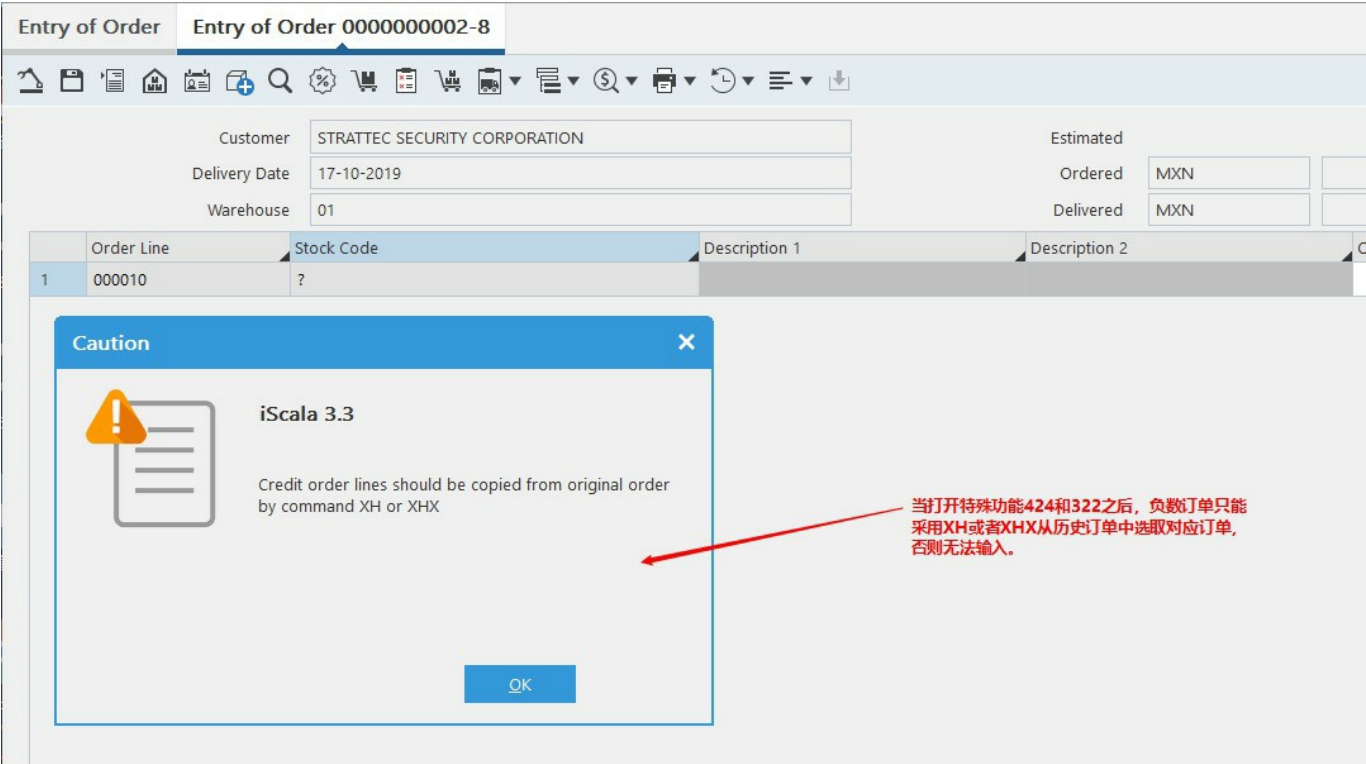 Entry of Order
Entry of Order 0000000002-8
Customer
STRATTEC SECURITY CORPORATION
Estimated
Delivery Date
17-10-2019
Ordered
MXN
Warehouse
01
Delivered
MXN
Order Line
Stock Code
Description 1
Description 2
1
000010
?
Caution
iScala 3.3
Credit order lines should be copied from original order
by command XH or XHX
OK
当打开特殊功能424和322之后，负数订单只能
采用XH或者XHX从历史订单中选取对应订单，
否则无法输入。